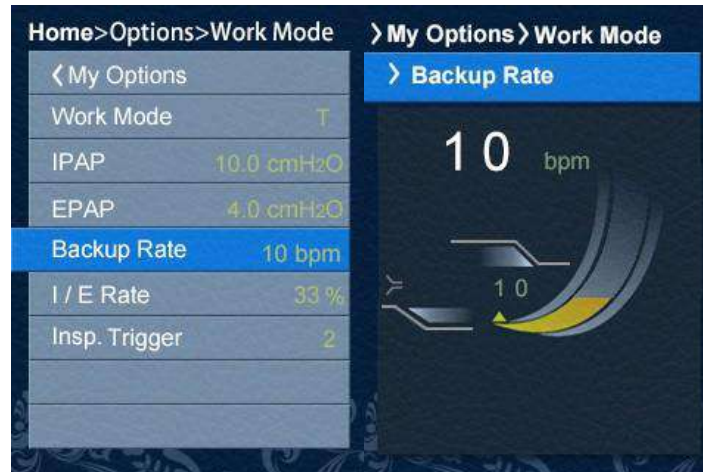 Home>Options>Work Mode
‹ My Options
Work Mode T
IPAP 10.0 cmH2O
EPAP 4.0 cmH2O
Backup Rate 10 bpm
I / E Rate 33 %
Insp. Trigger 2
› My Options › Work Mode
› Backup Rate
10 bpm
10